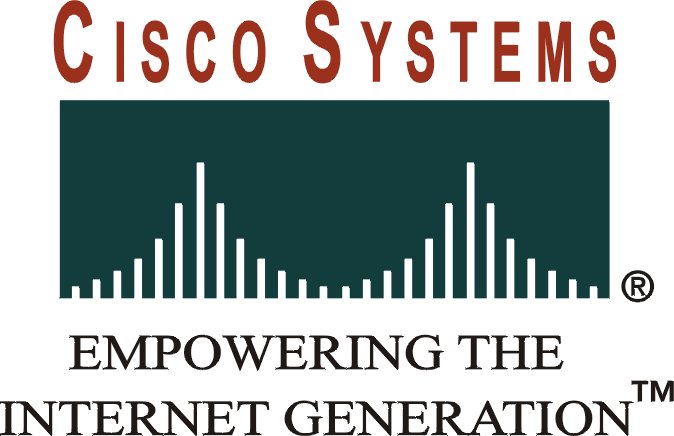 CISCO SYSTEMS
®
EMPOWERING THE
INTERNET GENERATION™